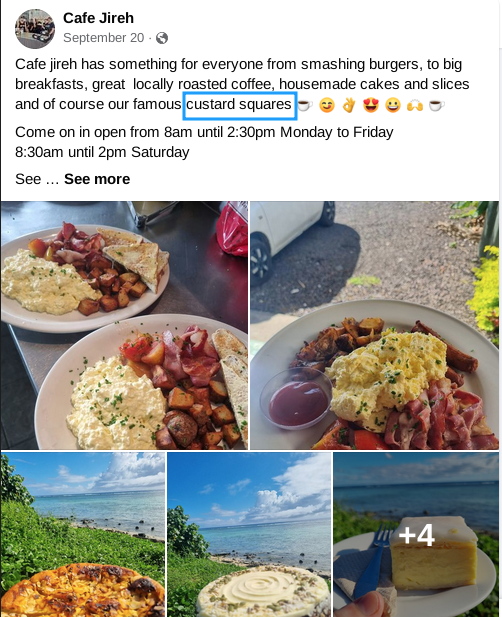 Cafe Jireh
September 20 ·
Cafe jireh has something for everyone from smashing burgers, to big
breakfasts, great locally roasted coffee, housemade cakes and slices
and of course our famous custard squares ☕ 😊 👌 😍 😀 🙌 ☕
Come on in open from 8am until 2:30pm Monday to Friday
8:30am until 2pm Saturday
See … See more
+4